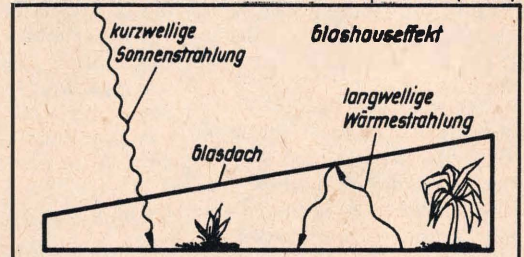 kurzwellige
Sonnenstrahlung
Glashauseffekt
langwellige
Wärmestrahlung
Glasdach